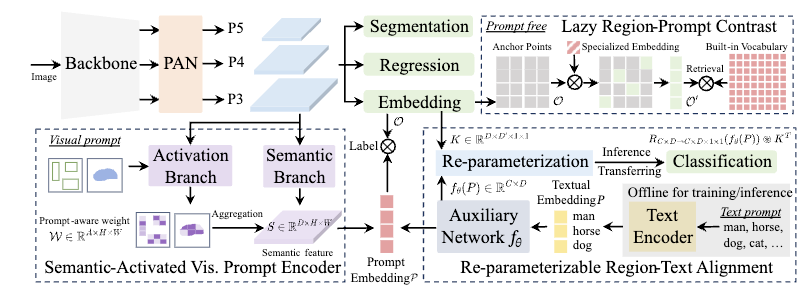 Image
Backbone
PAN
P5
P4
P3
Segmentation
Regression
Embedding
Prompt free
Lazy Region-Prompt Contrast
Anchor Points
Specialized Embedding
Built-in Vocabulary
Retrieval
𝒪
𝒪′
𝒪
Label
Visual prompt
Activation
Branch
Semantic
Branch
Prompt-aware weight
𝒲 ∈ ℝ^{A×H×W}
Aggregation
S ∈ ℝ^{D×H×W}
Semantic feature
Semantic-Activated Vis. Prompt Encoder
Prompt
Embedding𝒫
K ∈ ℝ^{D×D′×1×1}
R_{C×D→C×D×1×1}(f_θ(P)) ⊛ K^T
Re-parameterization
Inference
Transferring
Classification
f_θ(P) ∈ ℝ^{C×D}
Auxiliary
Network f_θ
Textual
Embedding P
man
horse
dog
Offline for training/inference
Text
Encoder
Text prompt
man, horse,
dog, cat, …
Re-parameterizable Region-Text Alignment